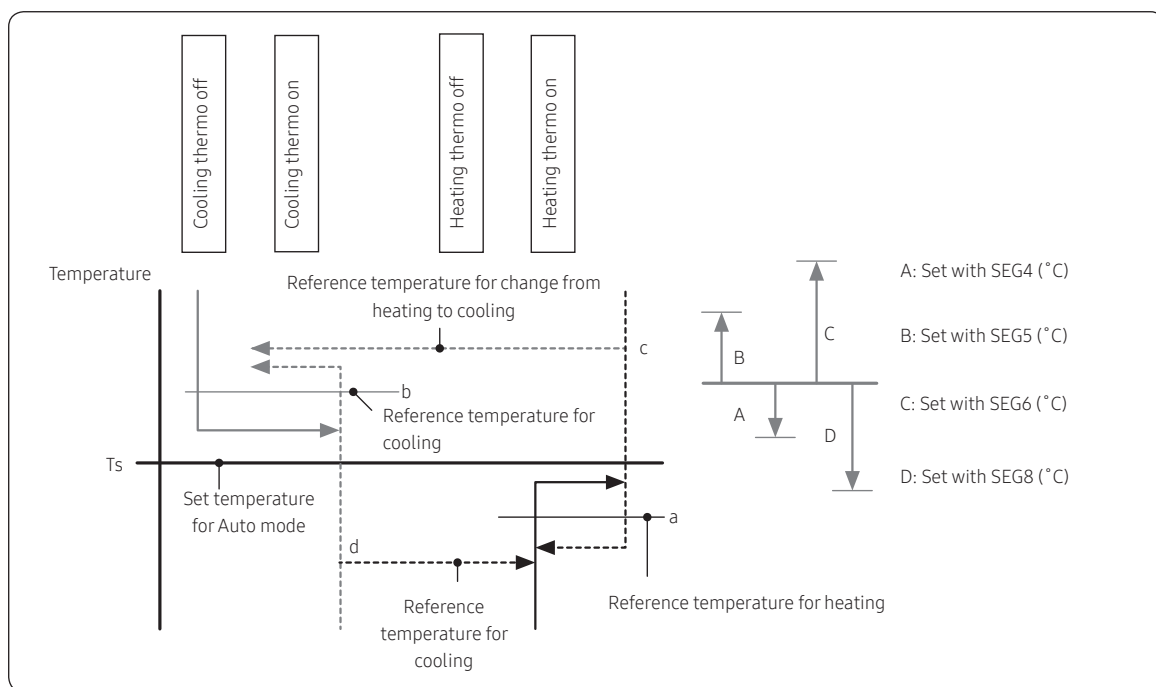 Cooling thermo off
Cooling thermo on
Heating thermo off
Heating thermo on
Temperature
Reference temperature for change from
heating to cooling
c
b
Reference temperature for
cooling
Ts
Set temperature
for Auto mode
a
d
Reference
temperature for
cooling
Reference temperature for heating
B
C
A
D
A: Set with SEG4 (˚C)
B: Set with SEG5 (˚C)
C: Set with SEG6 (˚C)
D: Set with SEG8 (˚C)